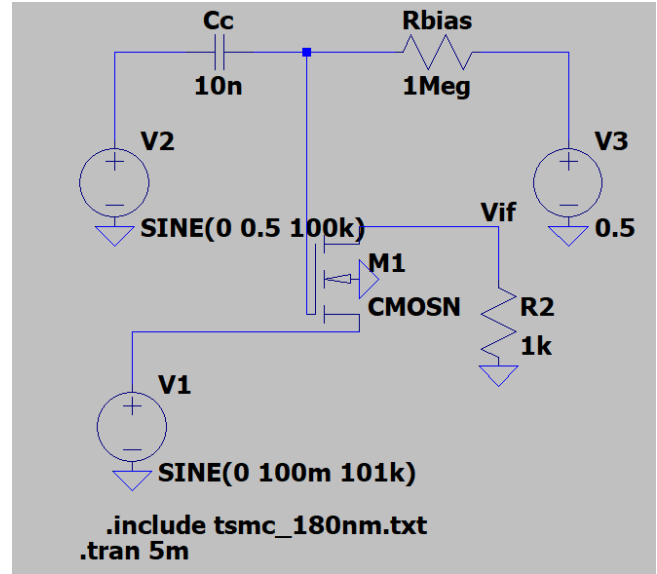 Cc
10n
Rbias
1Meg
V2
SINE(0 0.5 100k)
V3
0.5
Vif
M1
CMOSN
R2
1k
V1
SINE(0 100m 101k)
.include tsmc_180nm.txt
.tran 5m